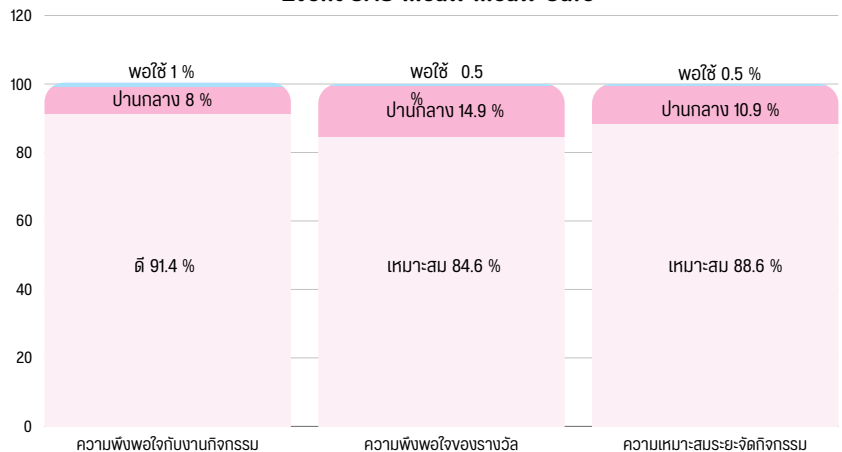 120
100
80
60
40
20
0
พอใช้ 1 %
ปานกลาง 8 %
ดี 91.4 %
พอใช้ 0.5
%
ปานกลาง 14.9 %
เหมาะสม 84.6 %
พอใช้ 0.5 %
ปานกลาง 10.9 %
เหมาะสม 88.6 %
ความพึงพอใจกับงานกิจกรรม
ความพึงพอใจของรางวัล
ความเหมาะสมระยะจัดกิจกรรม